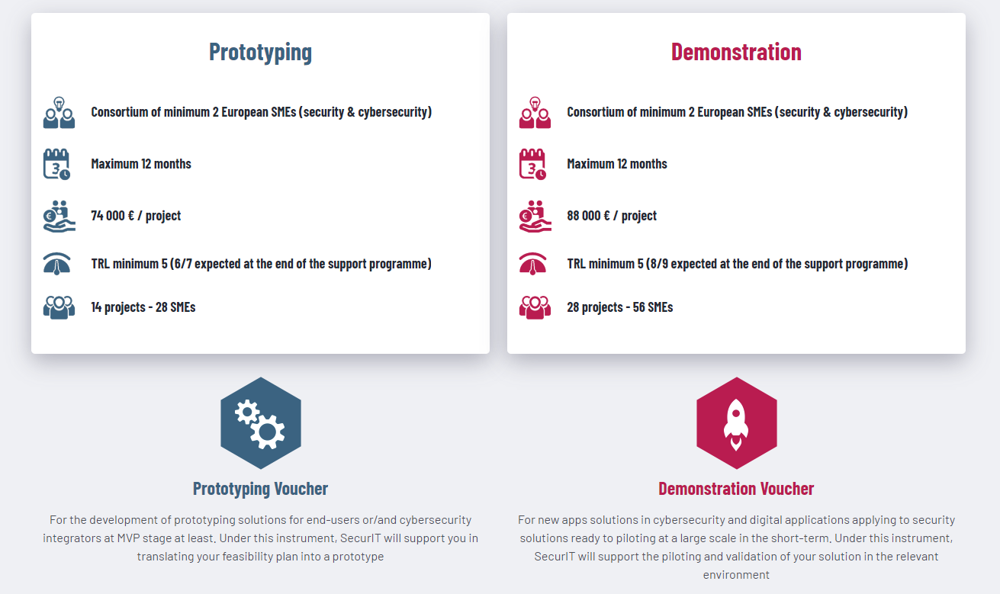 Prototyping
Consortium of minimum 2 European SMEs (security & cybersecurity)
3
Maximum 12 months
€
74 000 € / project
TRL minimum 5 (6/7 expected at the end of the support programme)
14 projects - 28 SMEs
Prototyping Voucher
For the development of prototyping solutions for end-users or/and cybersecurity
integrators at MVP stage at least. Under this instrument, SecurIT will support you in
translating your feasibility plan into a prototype
Demonstration
Consortium of minimum 2 European SMEs (security & cybersecurity)
3
Maximum 12 months
€
88 000 € / project
TRL minimum 5 (8/9 expected at the end of the support programme)
28 projects - 56 SMEs
Demonstration Voucher
For new apps solutions in cybersecurity and digital applications applying to security
solutions ready to piloting at a large scale in the short-term. Under this instrument,
SecurIT will support the piloting and validation of your solution in the relevant
environment